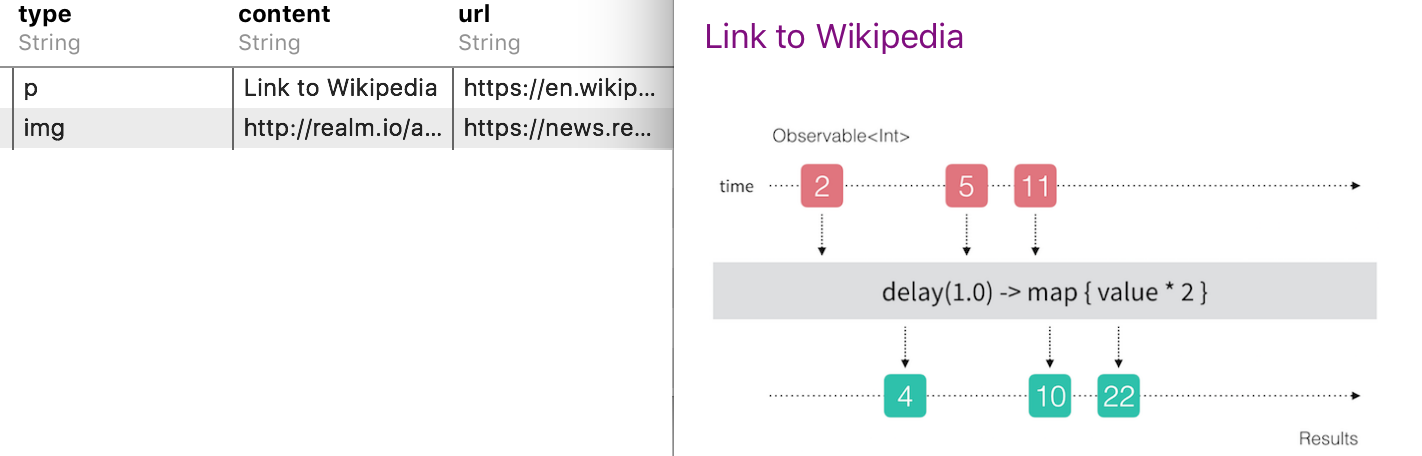 type content url
String String String
p Link to Wikipedia https://en.wikip...
img http://realm.io/a... https://news.re...
Link to Wikipedia
Observable<Int>
time 2 5 11
delay(1.0) -> map { value * 2 }
4 10 22
Results